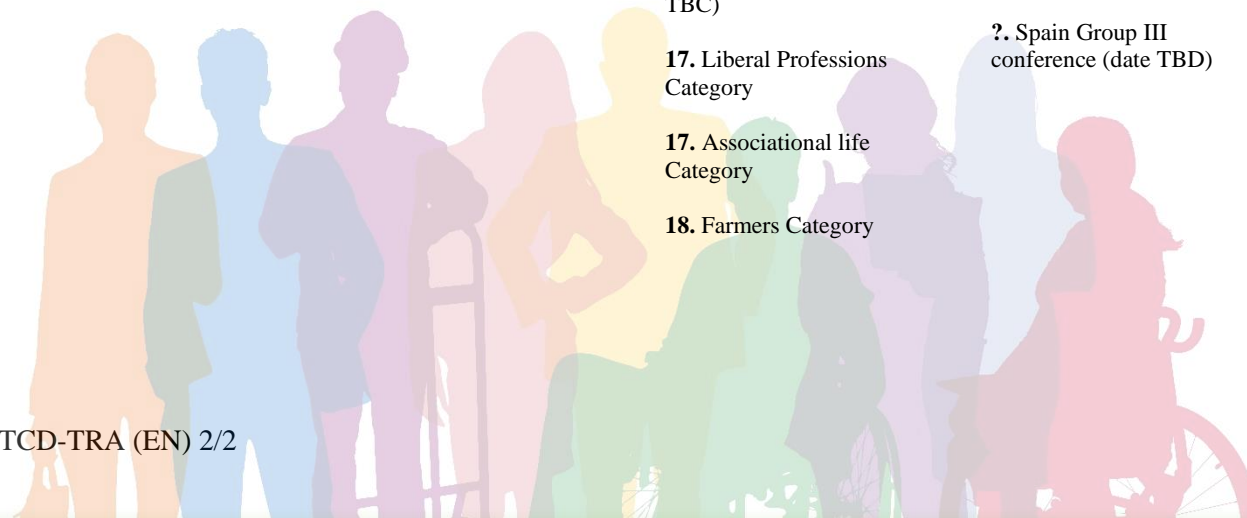 TBC)
17. Liberal Professions
Category
17. Associational life
Category
18. Farmers Category
?. Spain Group III
conference (date TBD)
TCD-TRA (EN) 2/2